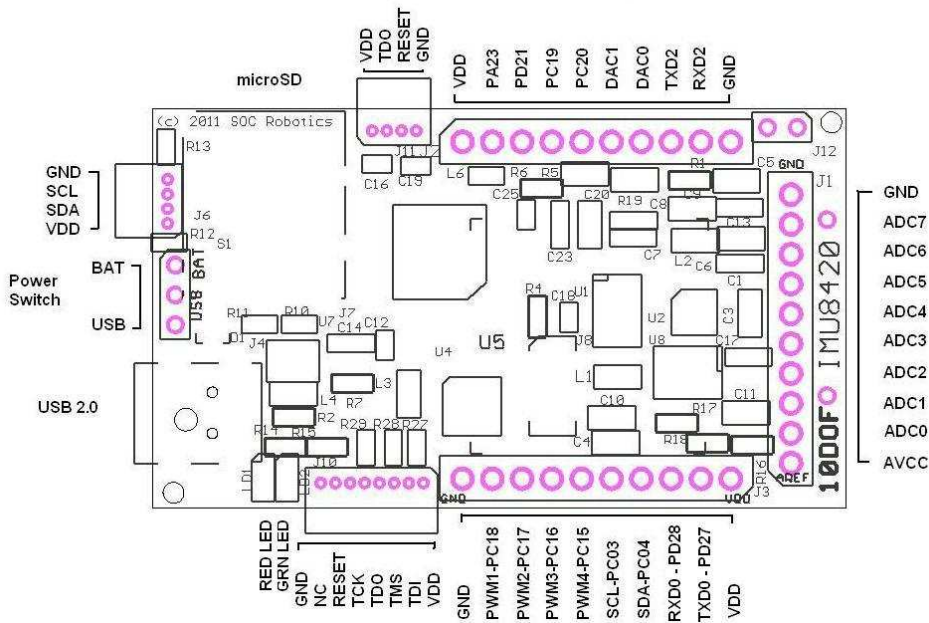 VDD
TDO
RESET
GND
VDD
PA23
PD21
PC19
PC20
DAC1
DAC0
TXD2
RXD2
GND
microSD
(c) 2011 SOC Robotics
R13
J11
C16
C19
L6
C25
R6
R5
C20
R19
R1
C9
C8
C5
GND
J12
J1
GND
SCL
SDA
VDD
J6
R12
S1
C23
C7
L2
C6
C13
C1
GND
ADC7
ADC6
ADC5
ADC4
ADC3
ADC2
ADC1
ADC0
AVCC
Power
Switch
BAT
USB
USB BAT
R11
R10
U7
J7
C14
C12
J4
R4
C18
U1
U2
C3
C17
U4
U5
J8
U8
L1
IMU8420
10DOF
USB 2.0
L3
L4
R7
R2
R14
R15
J10
R29
R28
R27
C10
C4
R17
R18
C11
R16
AREF
LD1
LD2
GND
VDD
J3
RED LED
GRN LED
GND
NC
RESET
TCK
TDO
TMS
TDI
VDD
GND
PWM1-PC18
PWM2-PC17
PWM3-PC16
PWM4-PC15
SCL-PC03
SDA-PC04
RXD0 - PD28
TXD0 - PD27
VDD